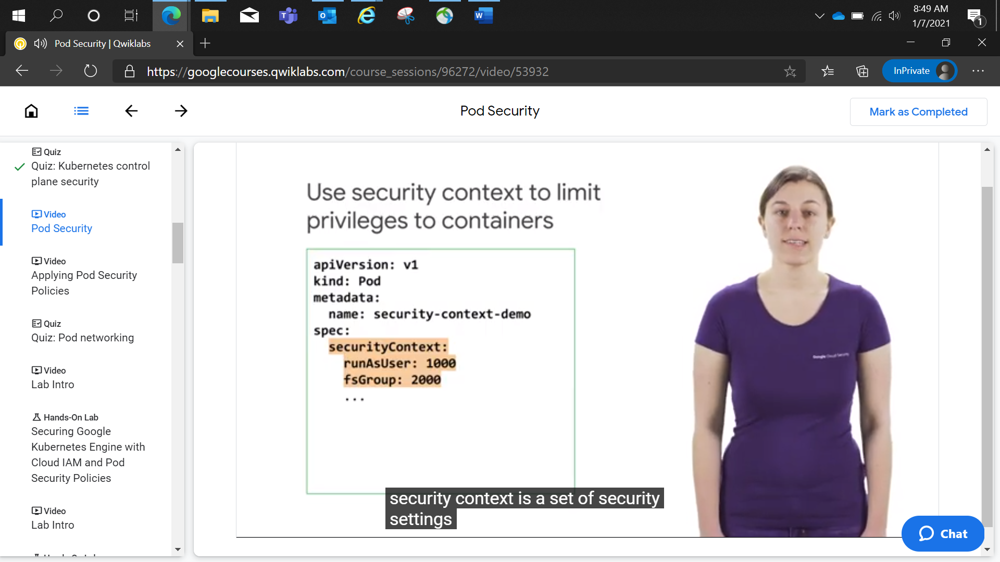 8:49 AM
1/7/2021
1
Pod Security | Qwiklabs
https://googlecourses.qwiklabs.com/course_sessions/96272/video/53932
InPrivate
Pod Security
Mark as Completed
Quiz
Quiz: Kubernetes control
plane security
Video
Pod Security
Video
Applying Pod Security
Policies
Quiz
Quiz: Pod networking
Video
Lab Intro
Hands-On Lab
Securing Google
Kubernetes Engine with
Cloud IAM and Pod
Security Policies
Video
Lab Intro
Use security context to limit
privileges to containers
apiVersion: v1
kind: Pod
metadata:
name: security-context-demo
spec:
securityContext:
runAsUser: 1000
fsGroup: 2000
...
Google Cloud Security
security context is a set of security
settings
Chat